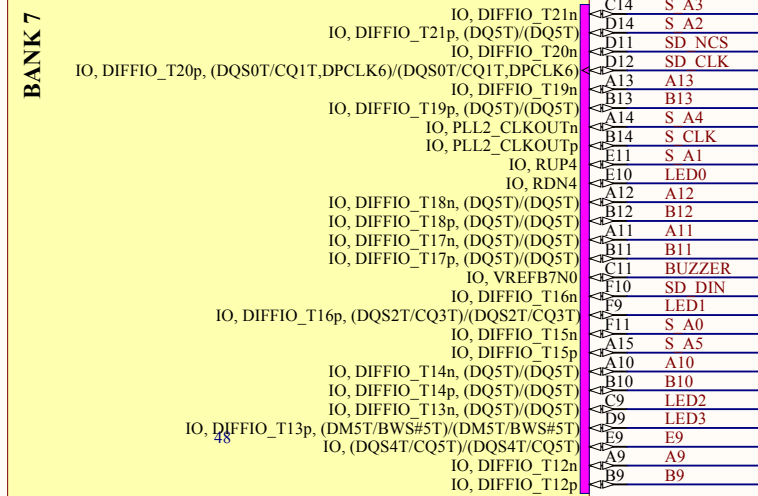 BANK 7
IO, DIFFIO_T21n C14 S_A3
IO, DIFFIO_T21p, (DQ5T)/(DQ5T) D14 S_A2
IO, DIFFIO_T20n D11 SD_NCS
IO, DIFFIO_T20p, (DQS0T/CQ1T,DPCLK6)/(DQS0T/CQ1T,DPCLK6) D12 SD_CLK
IO, DIFFIO_T19n A13 A13
IO, DIFFIO_T19p, (DQ5T)/(DQ5T) B13 B13
IO, PLL2_CLKOUTn A14 S_A4
IO, PLL2_CLKOUTp B14 S_CLK
IO, RUP4 E11 S_A1
IO, RDN4 E10 LED0
IO, DIFFIO_T18n, (DQ5T)/(DQ5T) A12 A12
IO, DIFFIO_T18p, (DQ5T)/(DQ5T) B12 B12
IO, DIFFIO_T17n, (DQ5T)/(DQ5T) A11 A11
IO, DIFFIO_T17p, (DQ5T)/(DQ5T) B11 B11
IO, VREFB7N0 C11 BUZZER
IO, DIFFIO_T16n F10 SD_DIN
IO, DIFFIO_T16p, (DQS2T/CQ3T)/(DQS2T/CQ3T) F9 LED1
IO, DIFFIO_T15n F11 S_A0
IO, DIFFIO_T15p A15 S_A5
IO, DIFFIO_T14n, (DQ5T)/(DQ5T) A10 A10
IO, DIFFIO_T14p, (DQ5T)/(DQ5T) B10 B10
IO, DIFFIO_T13n, (DQ5T)/(DQ5T) C9 LED2
IO, DIFFIO_T13p, (DM5T/BWS#5T)/(DM5T/BWS#5T) D9 LED3
48
IO, (DQS4T/CQ5T)/(DQS4T/CQ5T) E9 E9
IO, DIFFIO_T12n A9 A9
IO, DIFFIO_T12p B9 B9